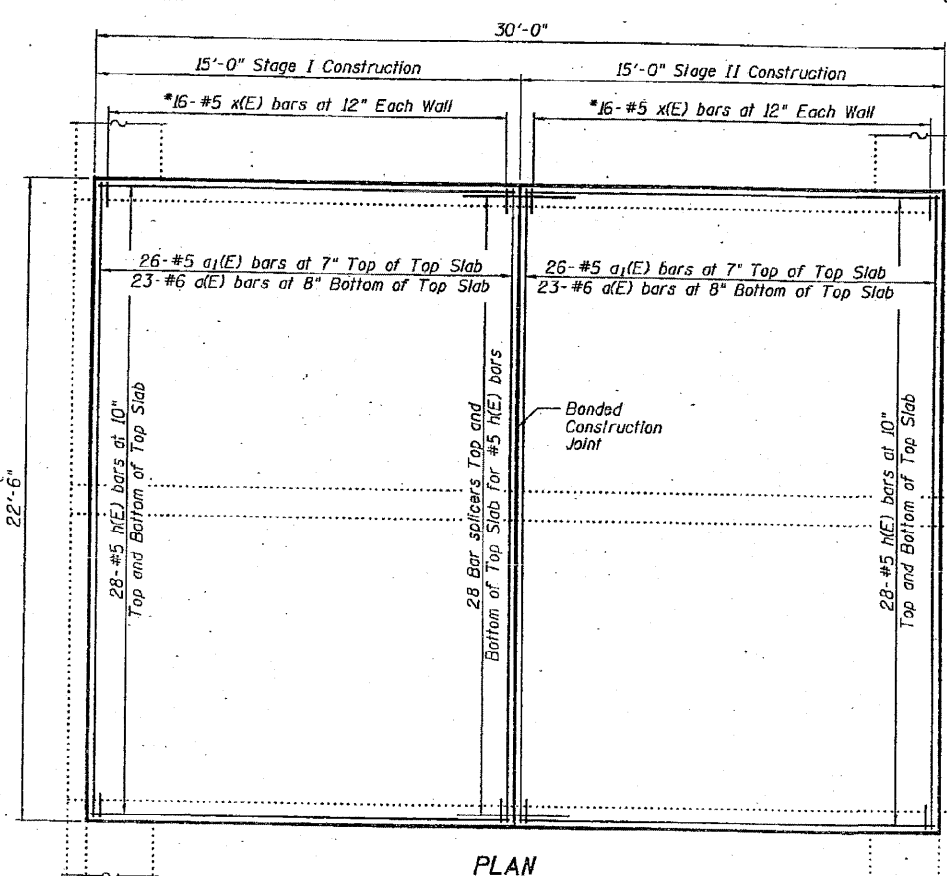 30'-0"
15'-0" Stage I Construction
15'-0" Stage II Construction
*16-#5 x(E) bars at 12" Each Wall
*16-#5 x(E) bars at 12" Each Wall
26-#5 a1(E) bars at 7" Top of Top Slab
23-#6 a(E) bars at 8" Bottom of Top Slab
26-#5 a1(E) bars at 7" Top of Top Slab
23-#6 a(E) bars at 8" Bottom of Top Slab
22'-6"
28-#5 h(E) bars at 10"
Top and Bottom of Top Slab
28 Bar splicers Top and
Bottom of Top Slab for #5 h(E) bars
Bonded
Construction
Joint
28-#5 h(E) bars at 10"
Top and Bottom of Top Slab
PLAN